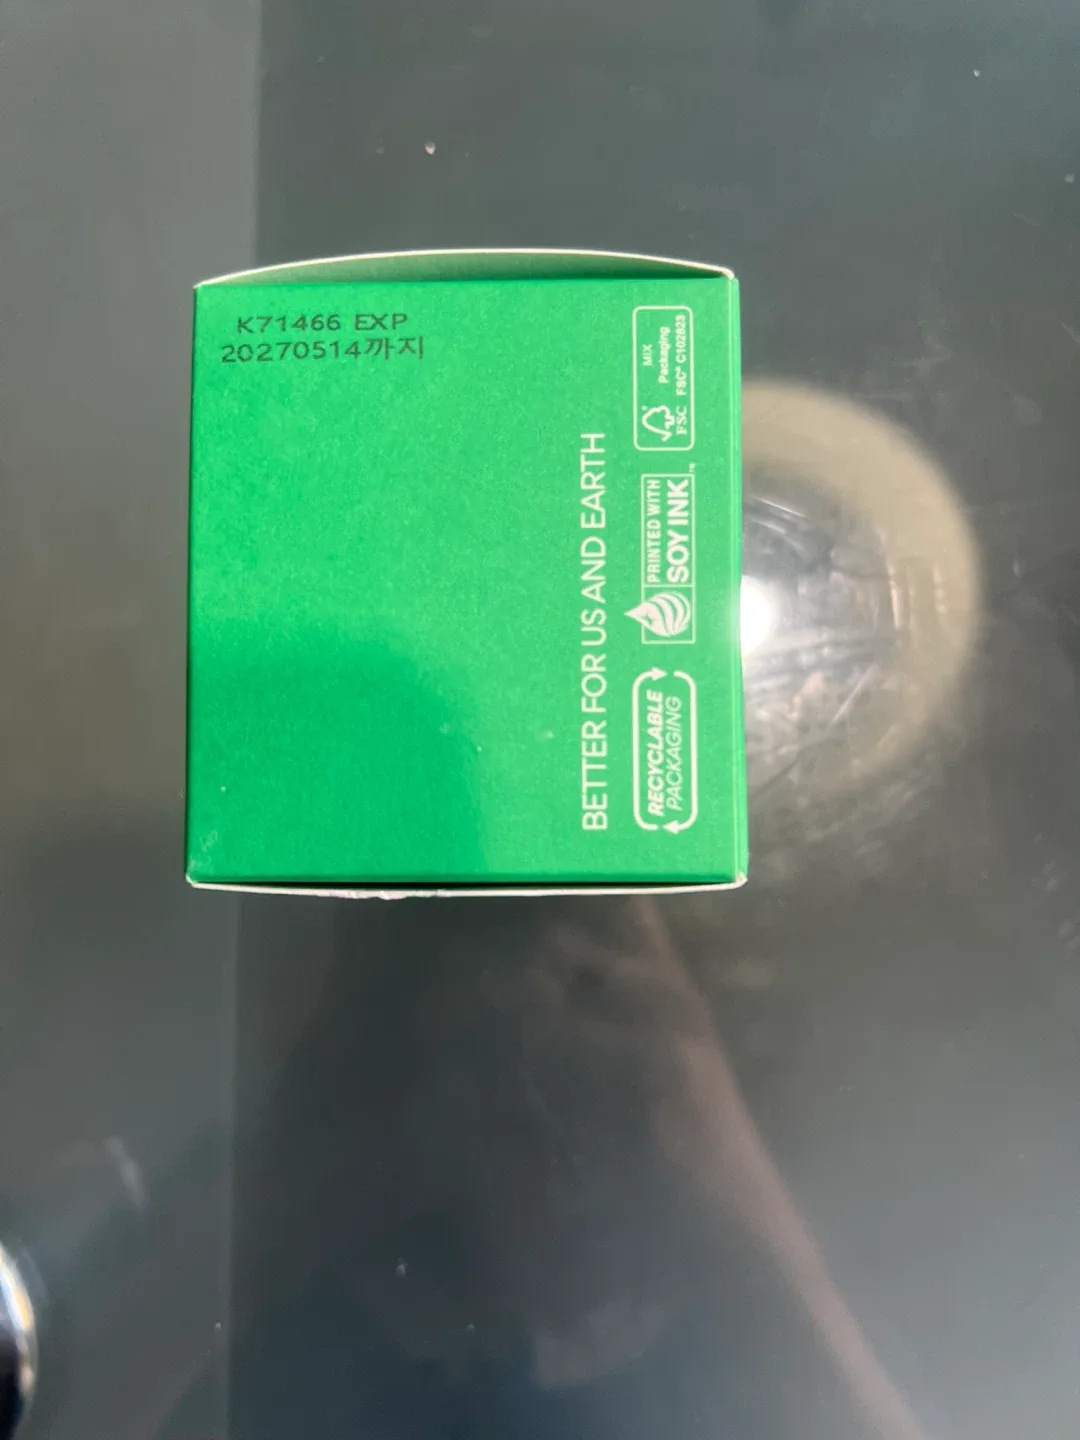 K71466 EXP
20270514까지
BETTER FOR US AND EARTH
RECYCLABLE
PACKAGING
PRINTED WITH
SOY INK
™
FSC
MIX
Packaging
FSC® C102823